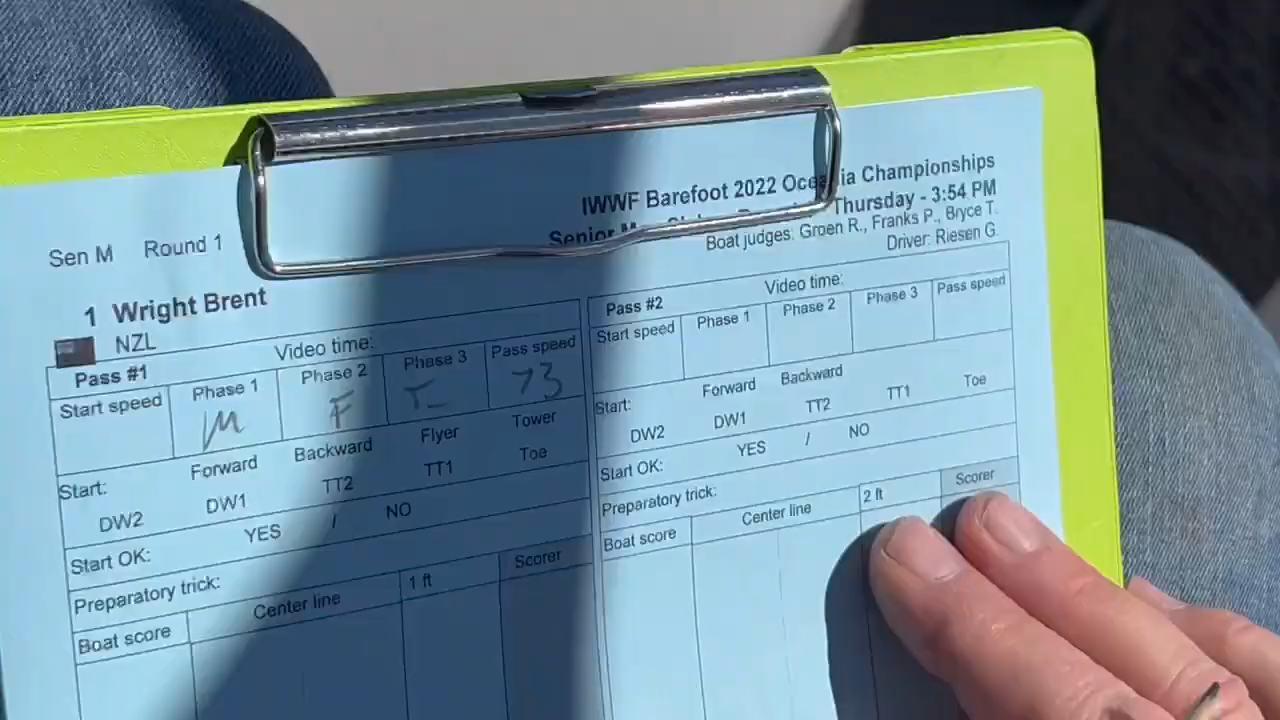 IWWF Barefoot 2022 Oceania Championships
Senior Thursday - 3:54 PM
Sen M Round 1
Boat judges: Groen R., Franks P., Bryce T.
Driver: Riesen G.
1 Wright Brent
NZL
Pass #1 Video time:
Start speed Phase 1 Phase 2 Phase 3 Pass speed
M F 73
Start: Forward Backward Flyer Tower
DW2 DW1 TT2 TT1 Toe
Start OK: YES / NO
Preparatory trick:
Boat score Center line 1 ft Scorer
Pass #2 Video time:
Start speed Phase 1 Phase 2 Phase 3 Pass speed
Start: Forward Backward
DW2 DW1 TT2 TT1 Toe
Start OK: YES / NO
Preparatory trick:
Boat score Center line 2 ft Scorer